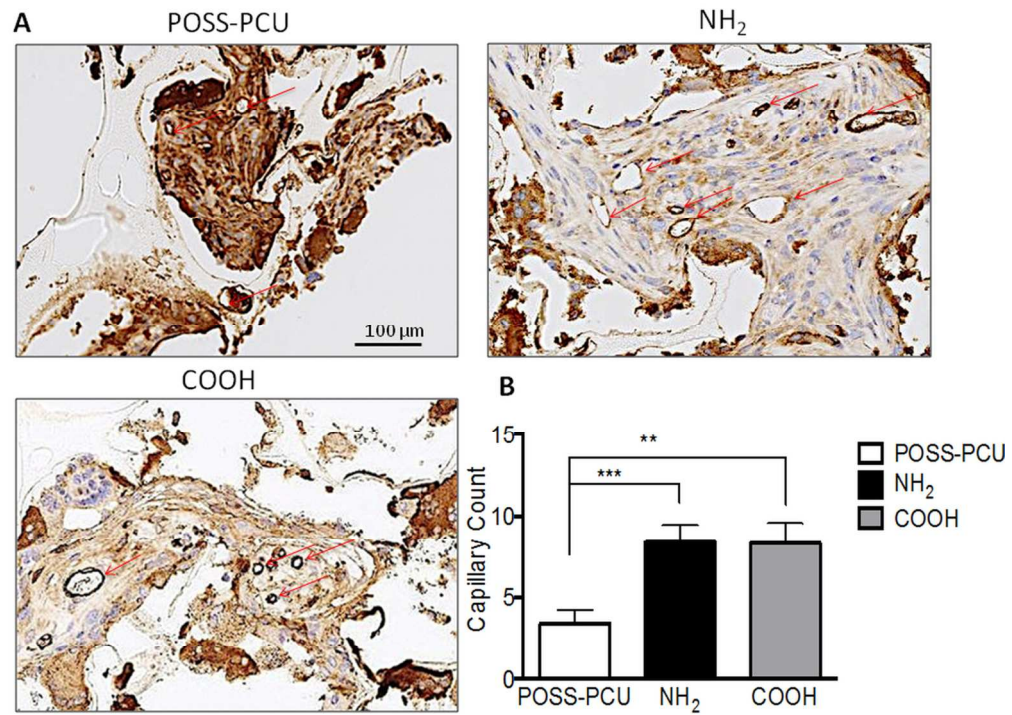 A
POSS-PCU
NH₂
100 µm
COOH
B
15
10
5
0
Capillary Count
**
***
POSS-PCU
NH₂
COOH
POSS-PCU
NH₂
COOH